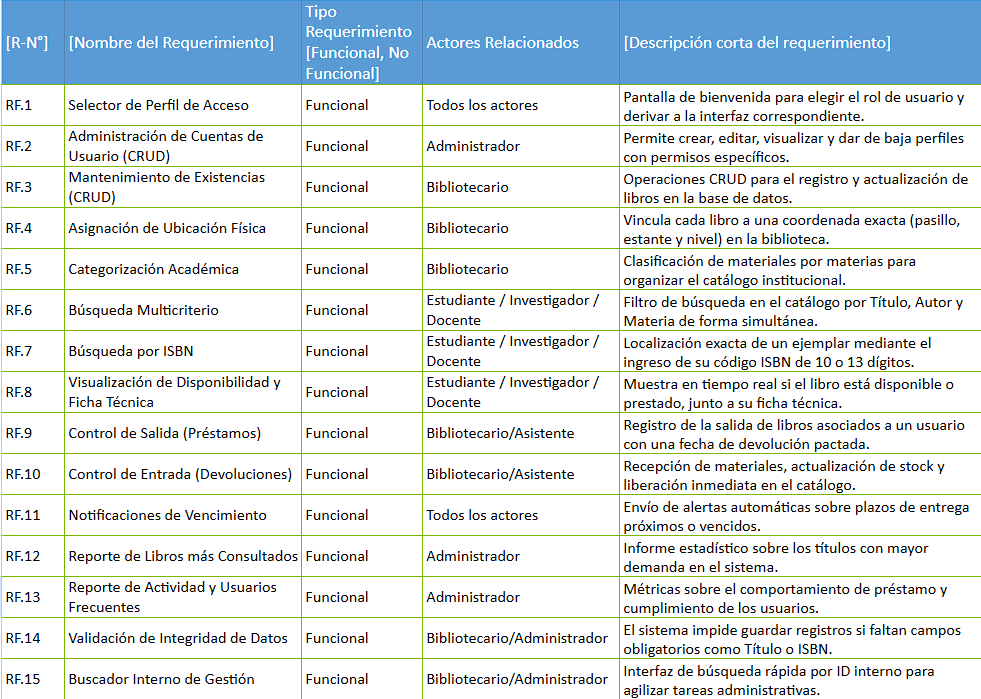 [R-N°] [Nombre del Requerimiento] Tipo Requerimiento [Funcional, No Funcional] Actores Relacionados [Descripción corta del requerimiento]
RF.1 Selector de Perfil de Acceso Funcional Todos los actores Pantalla de bienvenida para elegir el rol de usuario y derivar a la interfaz correspondiente.
RF.2 Administración de Cuentas de Usuario (CRUD) Funcional Administrador Permite crear, editar, visualizar y dar de baja perfiles con permisos específicos.
RF.3 Mantenimiento de Existencias (CRUD) Funcional Bibliotecario Operaciones CRUD para el registro y actualización de libros en la base de datos.
RF.4 Asignación de Ubicación Física Funcional Bibliotecario Vincula cada libro a una coordenada exacta (pasillo, estante y nivel) en la biblioteca.
RF.5 Categorización Académica Funcional Bibliotecario Clasificación de materiales por materias para organizar el catálogo institucional.
RF.6 Búsqueda Multicriterio Funcional Estudiante / Investigador / Docente Filtro de búsqueda en el catálogo por Título, Autor y Materia de forma simultánea.
RF.7 Búsqueda por ISBN Funcional Estudiante / Investigador / Docente Localización exacta de un ejemplar mediante el ingreso de su código ISBN de 10 o 13 dígitos.
RF.8 Visualización de Disponibilidad y Ficha Técnica Funcional Estudiante / Investigador / Docente Muestra en tiempo real si el libro está disponible o prestado, junto a su ficha técnica.
RF.9 Control de Salida (Préstamos) Funcional Bibliotecario/Asistente Registro de la salida de libros asociados a un usuario con una fecha de devolución pactada.
RF.10 Control de Entrada (Devoluciones) Funcional Bibliotecario/Asistente Recepción de materiales, actualización de stock y liberación inmediata en el catálogo.
RF.11 Notificaciones de Vencimiento Funcional Todos los actores Envío de alertas automáticas sobre plazos de entrega próximos o vencidos.
RF.12 Reporte de Libros más Consultados Funcional Administrador Informe estadístico sobre los títulos con mayor demanda en el sistema.
RF.13 Reporte de Actividad y Usuarios Frecuentes Funcional Administrador Métricas sobre el comportamiento de préstamo y cumplimiento de los usuarios.
RF.14 Validación de Integridad de Datos Funcional Bibliotecario/Administrador El sistema impide guardar registros si faltan campos obligatorios como Título o ISBN.
RF.15 Buscador Interno de Gestión Funcional Bibliotecario/Administrador Interfaz de búsqueda rápida por ID interno para agilizar tareas administrativas.